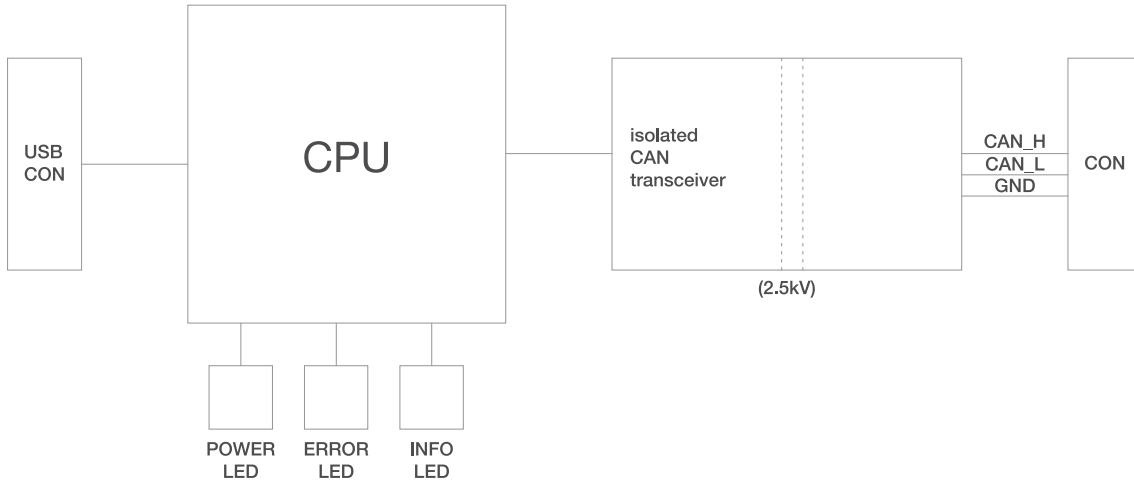 USB
CON
CPU
isolated
CAN
transceiver
(2.5kV)
CAN_H
CAN_L
GND
CON
POWER
LED
ERROR
LED
INFO
LED